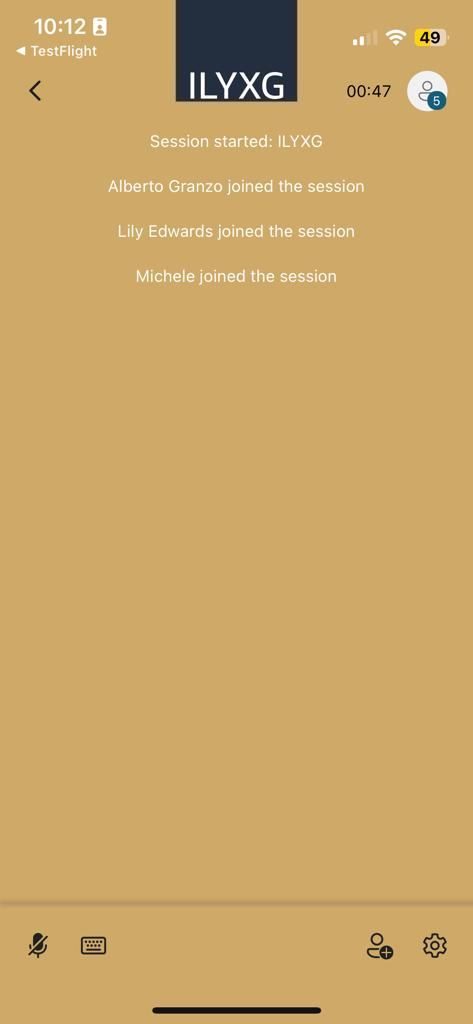 10:12
◀ TestFlight
49
ILYXG
00:47
5
Session started: ILYXG
Alberto Granzo joined the session
Lily Edwards joined the session
Michele joined the session